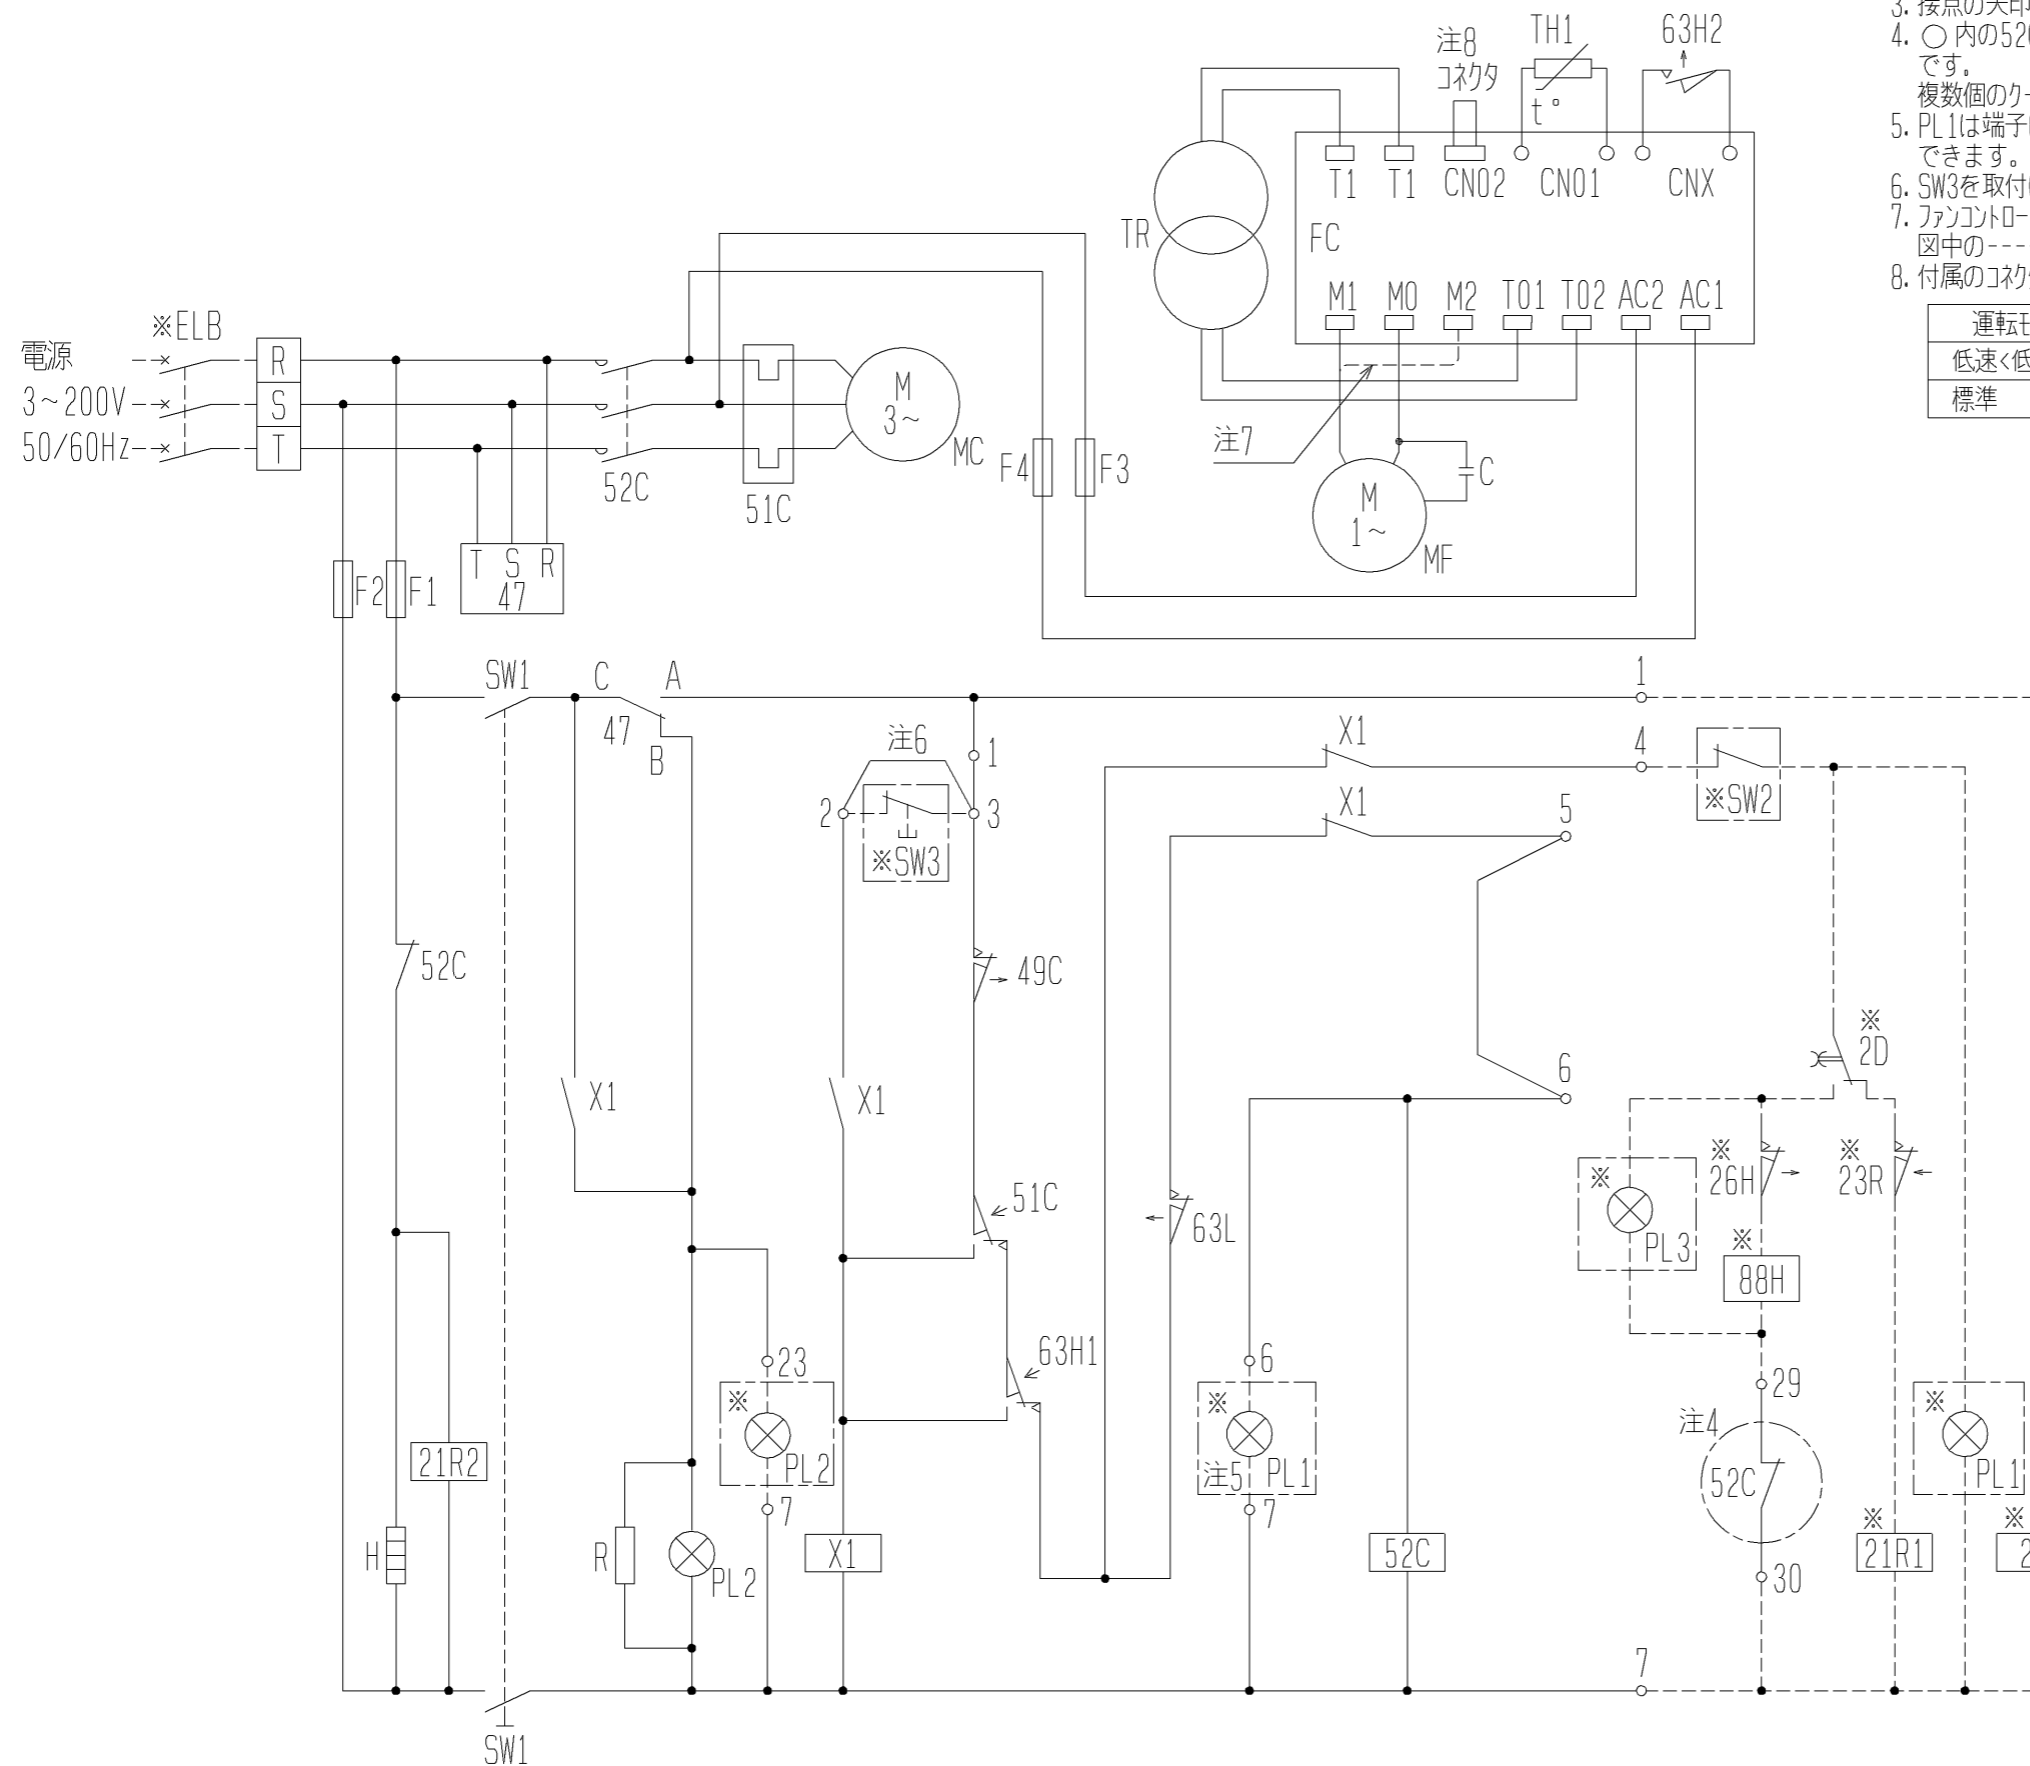 3. 接点の矢印
4. ○ 内の520
です。
複数個のクー
5. PL1は端子
できます。
6. SW3を取付
7. ファンコントロー
図中の----
8. 付属のコネクタ
運転モ
低速<低
標準
注8
コネクタ
TH1
t°
63H2
T1
T1
CN02
CN01
CNX
TR
FC
M1
M0
M2
T01
T02
AC2
AC1
※ELB
電源
3~200V
50/60Hz
R
S
T
52C
51C
M
3~
MC
F4
F3
注7
C
M
1~
MF
T S R
47
F2
F1
SW1
C
A
47
B
1
注6
1
2
3
※SW3
X1
4
※SW2
X1
5
52C
49C
X1
X1
6
※
2D
51C
63L
※
26H
※
23R
※
PL3
※
88H
63H1
23
※
PL2
7
6
※
注5 PL1
7
29
注4
52C
30
※
PL1
21R2
H
R
PL2
X1
52C
※
21R1
※
2
7
SW1